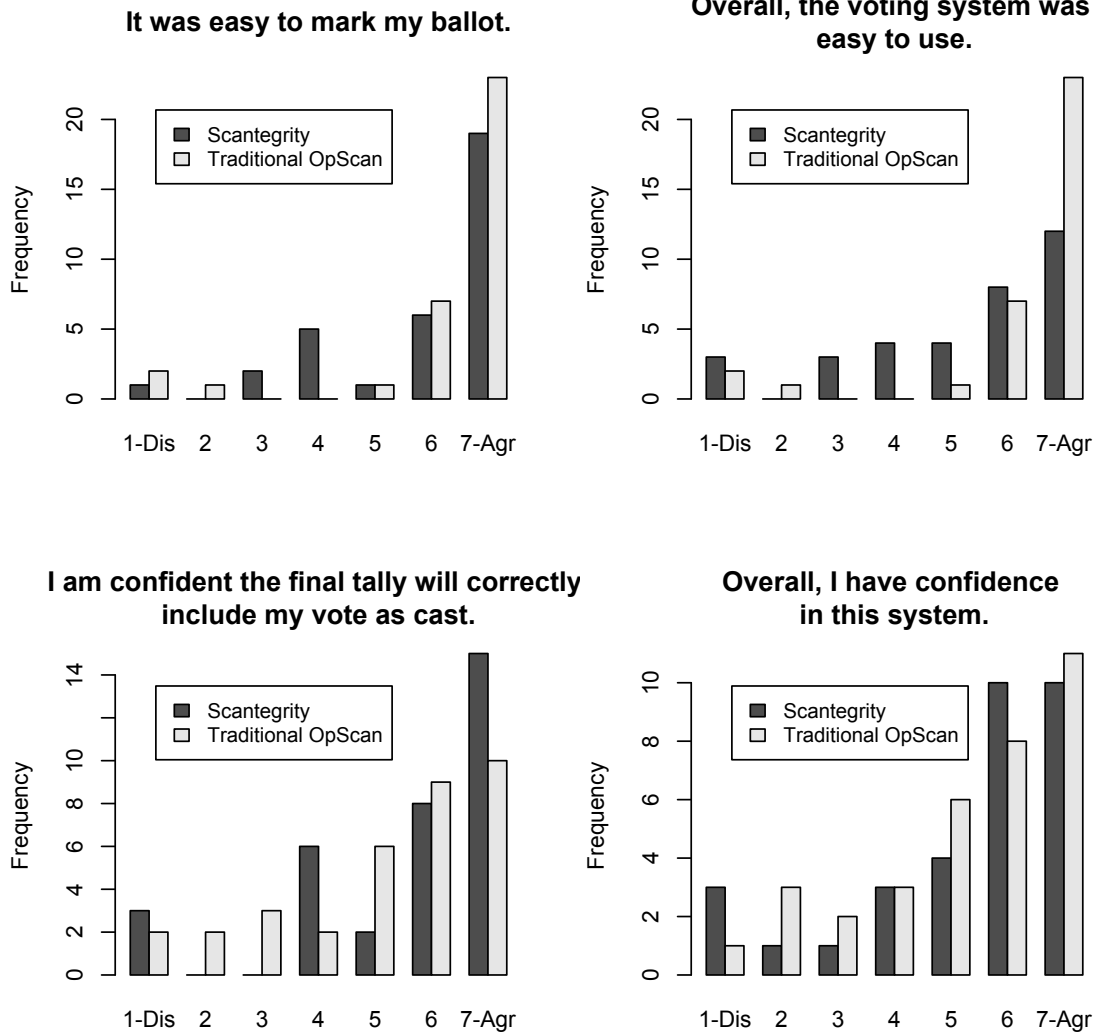 It was easy to mark my ballot.
Frequency
0 5 10 15 20
Scantegrity
Traditional OpScan
1-Dis 2 3 4 5 6 7-Agr
Overall, the voting system was
easy to use.
Frequency
0 5 10 15 20
Scantegrity
Traditional OpScan
1-Dis 2 3 4 5 6 7-Agr
I am confident the final tally will correctly
include my vote as cast.
Frequency
0 2 4 6 8 10 14
Scantegrity
Traditional OpScan
1-Dis 2 3 4 5 6 7-Agr
Overall, I have confidence
in this system.
Frequency
0 2 4 6 8 10
Scantegrity
Traditional OpScan
1-Dis 2 3 4 5 6 7-Agr